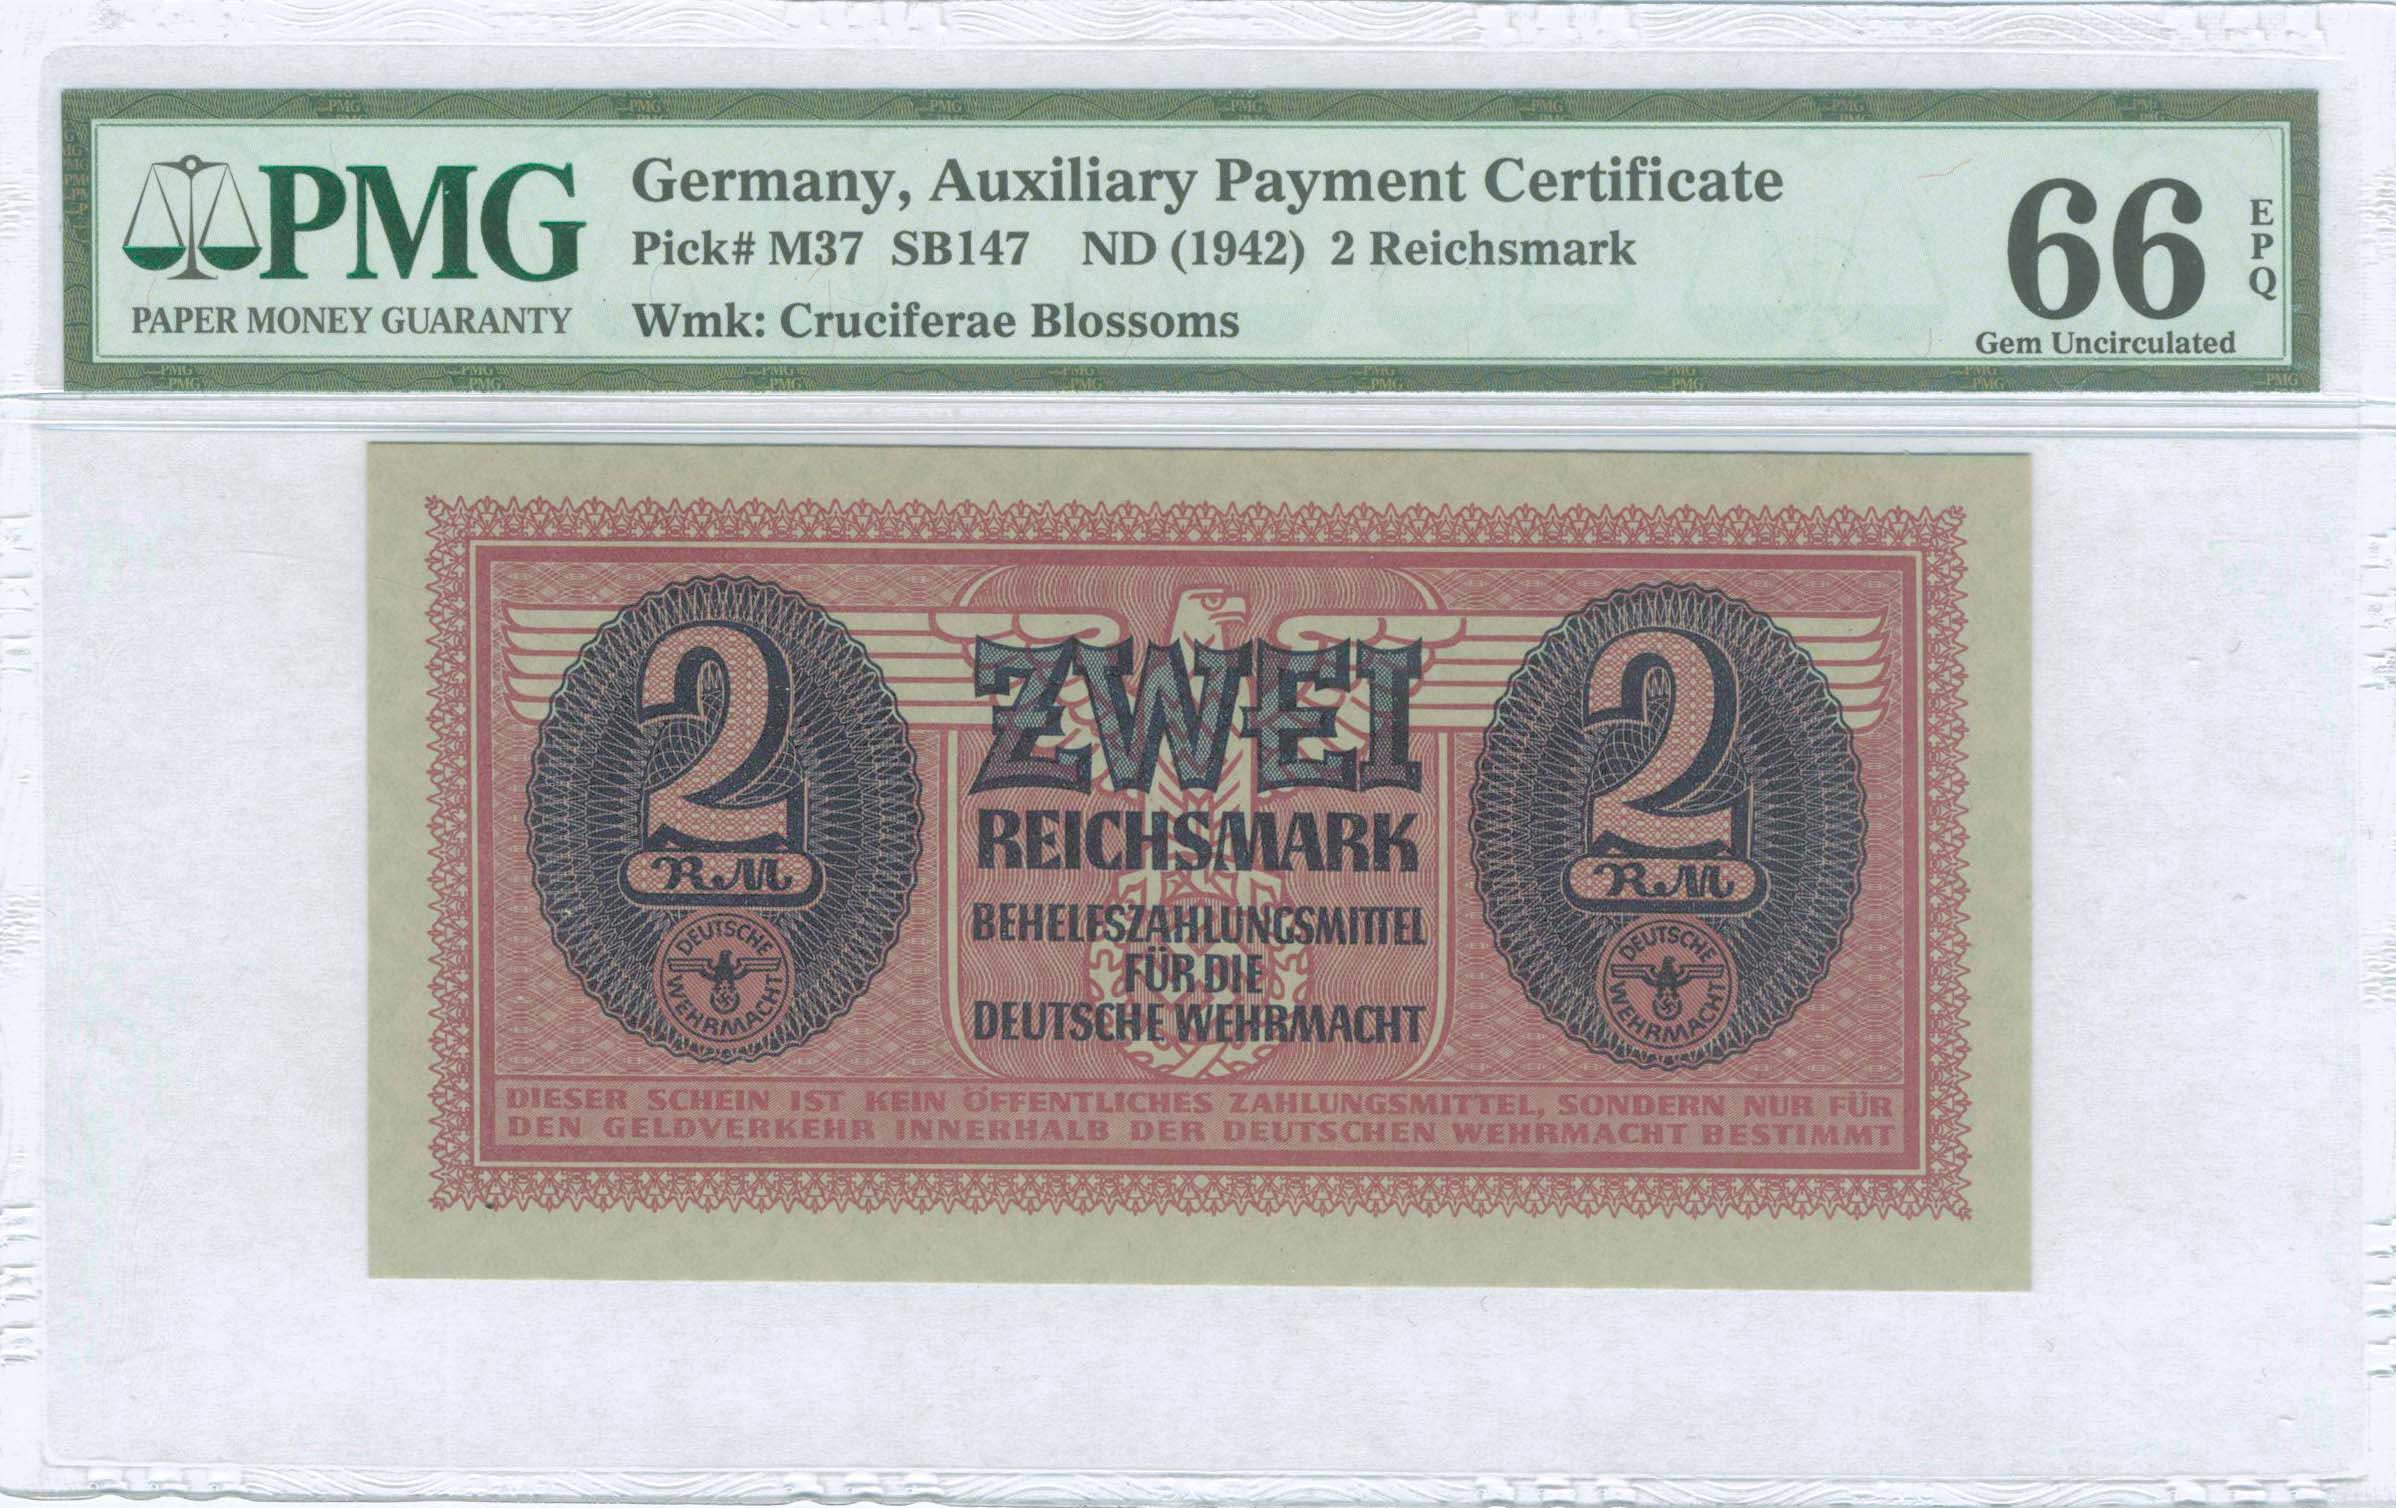 PMG
PAPER MONEY GUARANTY
Germany, Auxiliary Payment Certificate
Pick# M37 SB147 ND (1942) 2 Reichsmark
Wmk: Cruciferae Blossoms
66
EPQ
Gem Uncirculated
2
RM
DEUTSCHE
WEHRMACHT
ZWEI
REICHSMARK
BEHELFSZAHLUNGSMITTEL
FÜR DIE
DEUTSCHE WEHRMACHT
2
RM
DEUTSCHE
WEHRMACHT
DIESER SCHEIN IST KEIN ÖFFENTLICHES ZAHLUNGSMITTEL, SONDERN NUR FÜR
DEN GELDVERKEHR INNERHALB DER DEUTSCHEN WEHRMACHT BESTIMMT